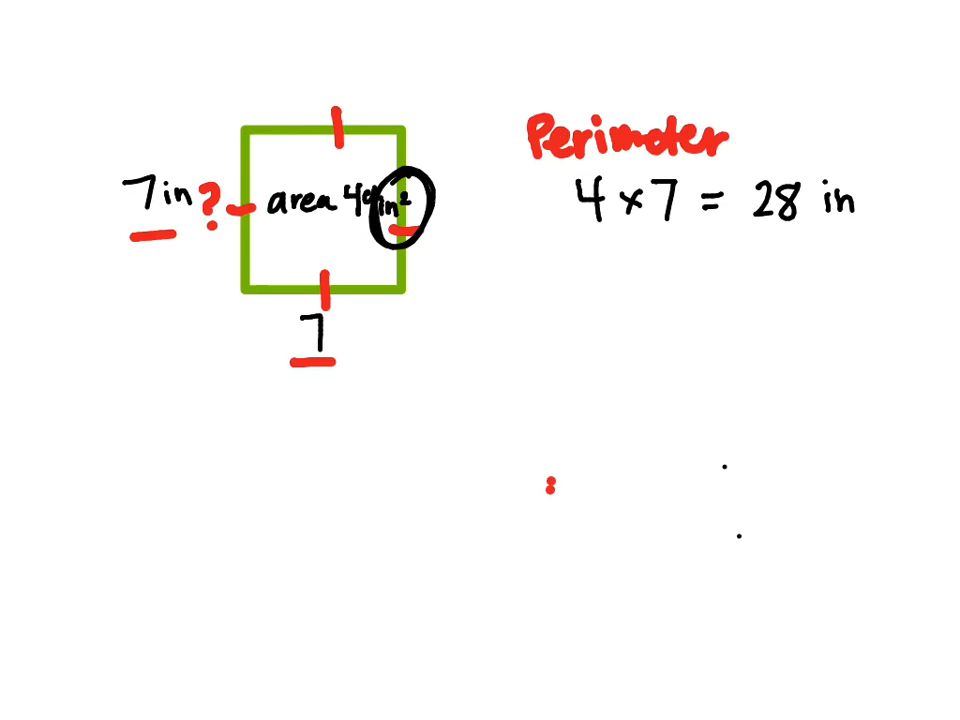 Perimeter
7in ? area 49 in²
4 × 7 = 28 in
7